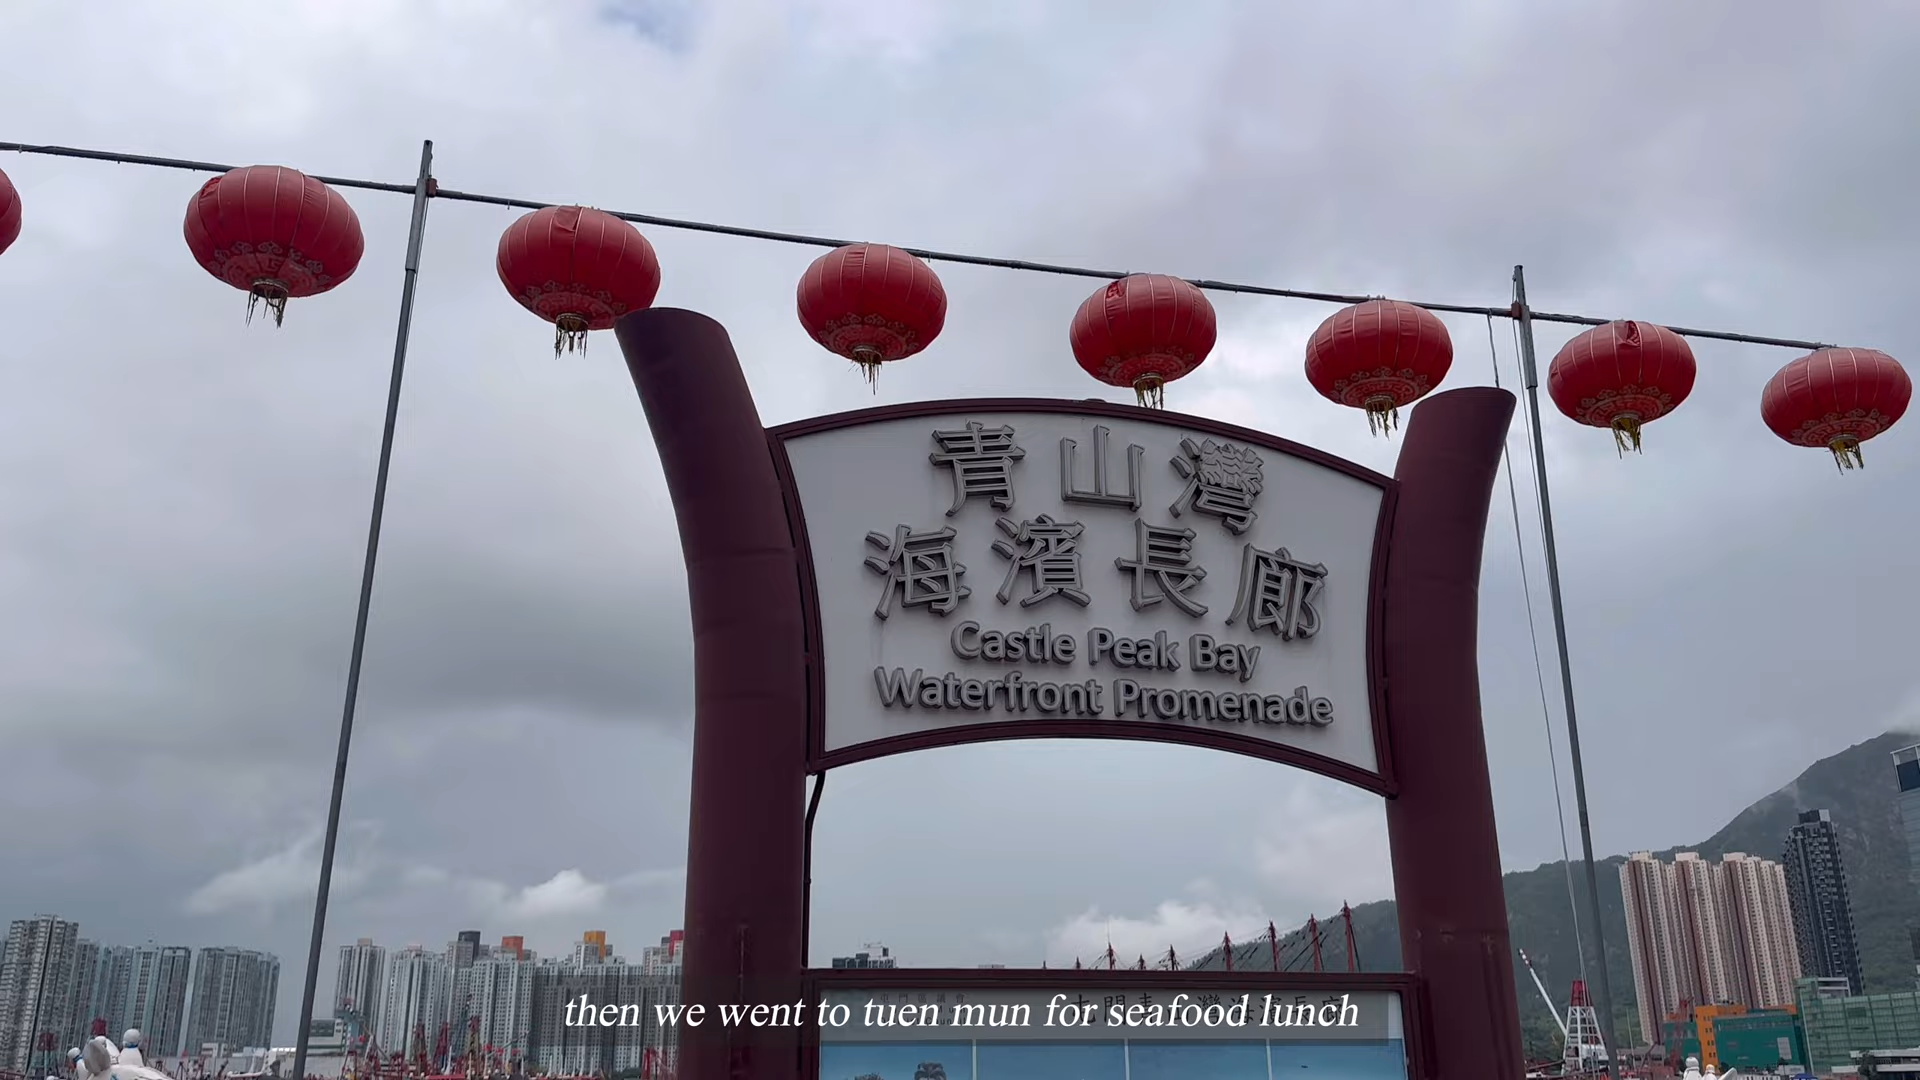 青山灣
海濱長廊
Castle Peak Bay
Waterfront Promenade
then we went to tuen mun for seafood lunch